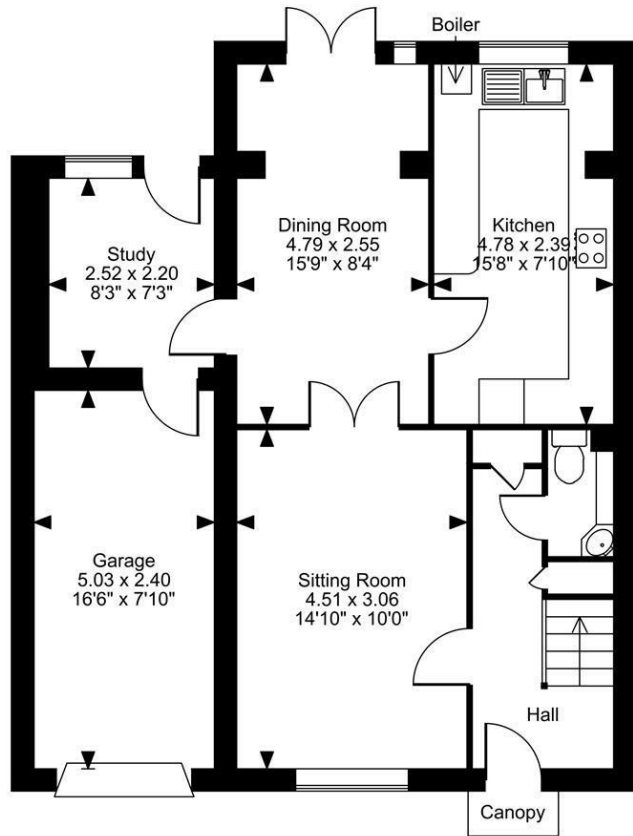 Boiler
Dining Room
4.79 x 2.55
15'9" x 8'4"
Kitchen
4.78 x 2.39
15'8" x 7'10"
Study
2.52 x 2.20
8'3" x 7'3"
Garage
5.03 x 2.40
16'6" x 7'10"
Sitting Room
4.51 x 3.06
14'10" x 10'0"
Hall
Canopy